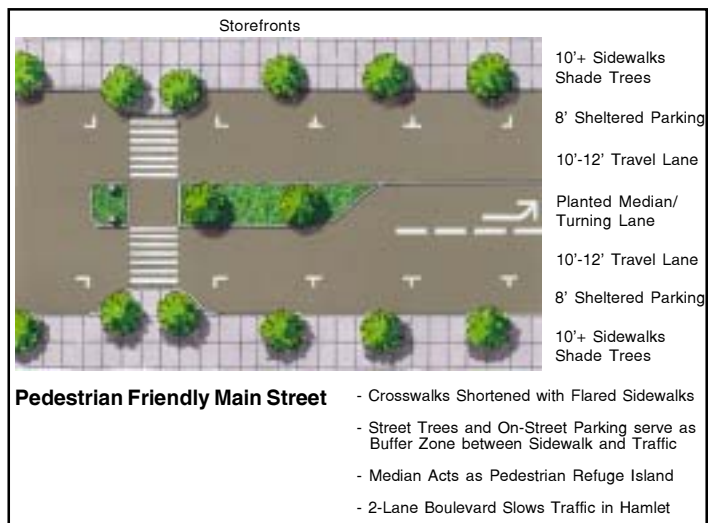 Storefronts
10'+ Sidewalks
Shade Trees
8' Sheltered Parking
10'-12' Travel Lane
Planted Median/
Turning Lane
10'-12' Travel Lane
8' Sheltered Parking
10'+ Sidewalks
Shade Trees
Pedestrian Friendly Main Street
- Crosswalks Shortened with Flared Sidewalks
- Street Trees and On-Street Parking serve as
Buffer Zone between Sidewalk and Traffic
- Median Acts as Pedestrian Refuge Island
- 2-Lane Boulevard Slows Traffic in Hamlet